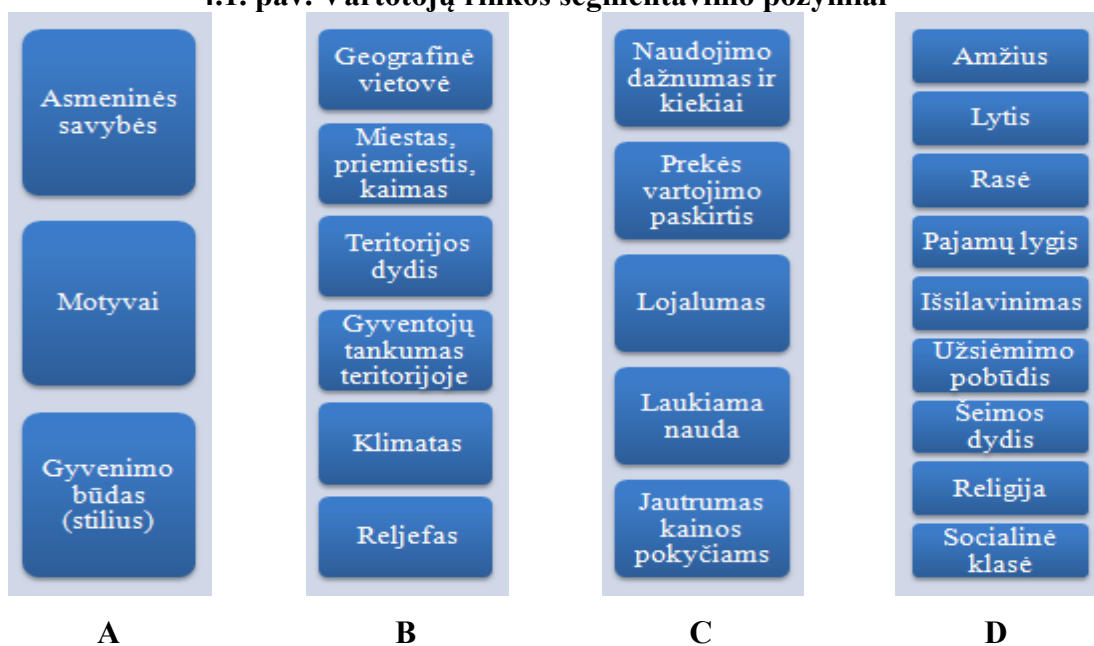 4.1. pav. Vartotojų rinkos segmentavimo požymiai
Asmeninės
savybės
Motyvai
Gyvenimo
būdas
(stilius)
A
Geografinė
vietovė
Miestas,
priemiestis,
kaimas
Teritorijos
dydis
Gyventojų
tankumas
teritorijoje
Klimatas
Reljefas
B
Naudojimo
dažnumas ir
kiekiai
Prekės
vartojimo
paskirtis
Lojalumas
Laukiama
nauda
Jautrumas
kainos
pokyčiams
C
Amžius
Lytis
Rasė
Pajamų lygis
Išsilavinimas
Užsiėmimo
pobūdis
Šeimos
dydis
Religija
Socialinė
klasė
D